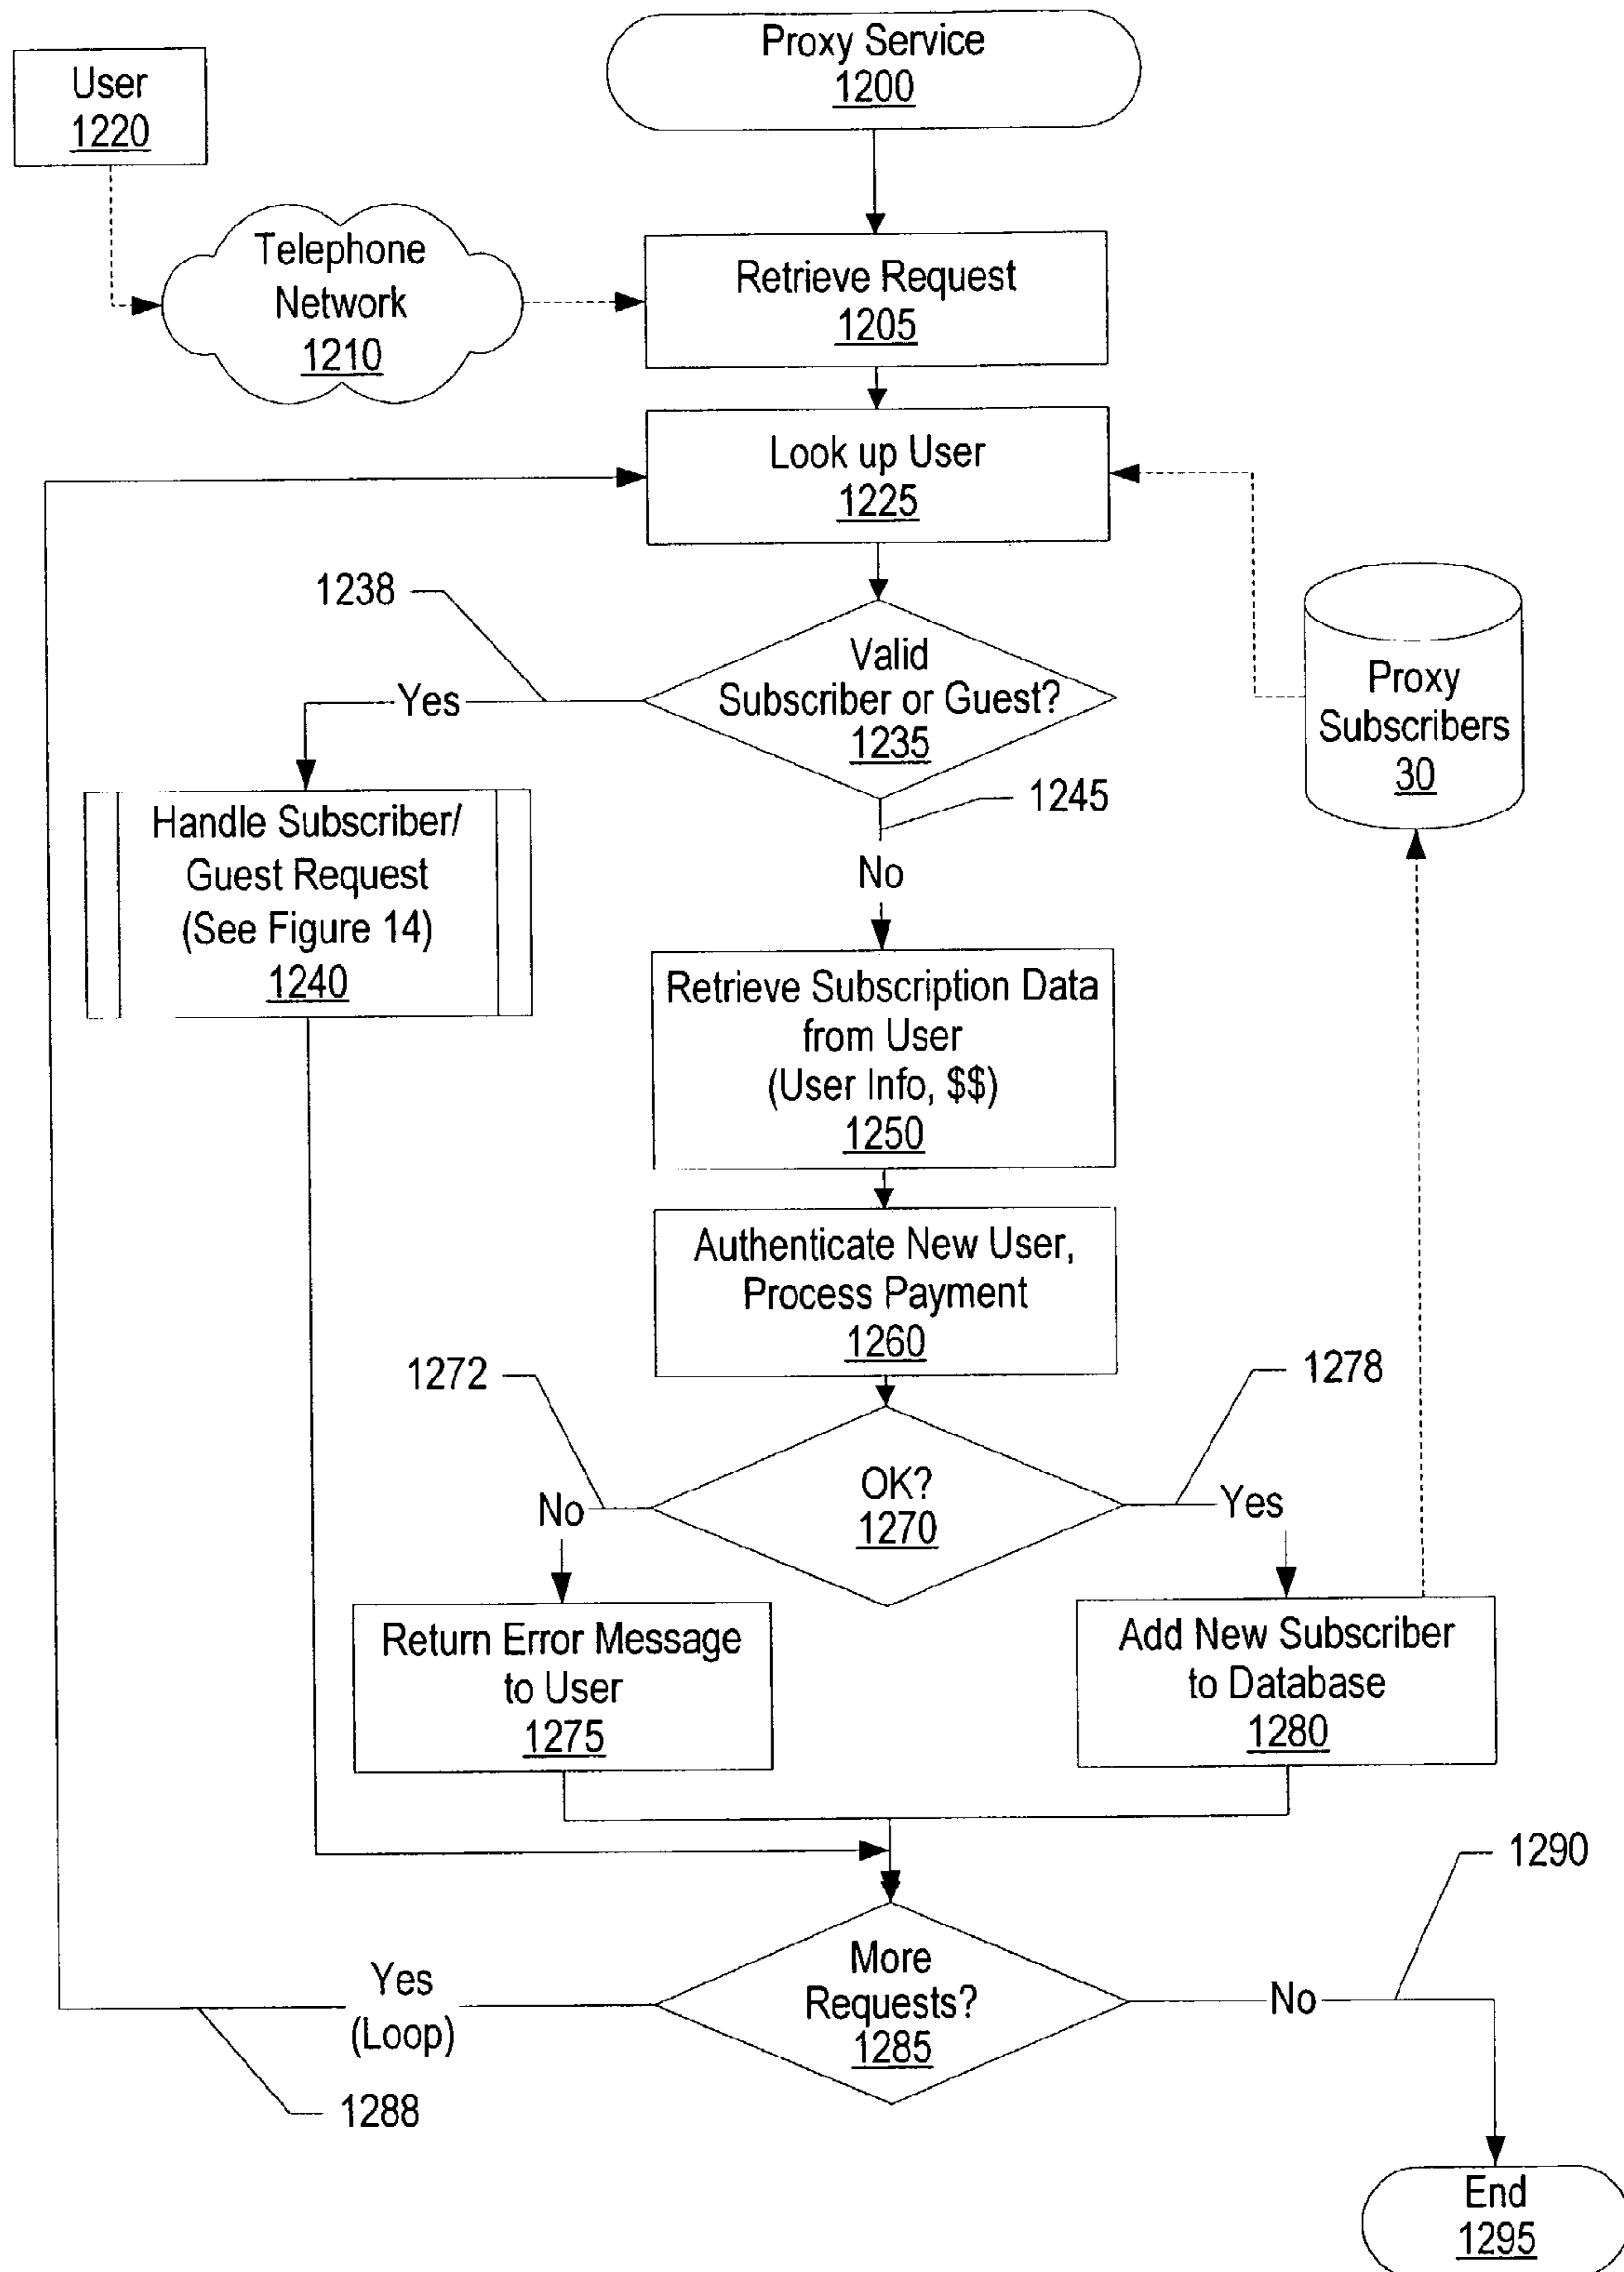 Proxy Service
1200
User
1220
Telephone
Network
1210
Retrieve Request
1205
Look up User
1225
1238
Valid
Subscriber or Guest?
1235
Yes
Proxy
Subscribers
30
1245
No
Handle Subscriber/
Guest Request
(See Figure 14)
1240
Retrieve Subscription Data
from User
(User Info, $$)
1250
Authenticate New User,
Process Payment
1260
1272
1278
OK?
1270
No
Yes
Return Error Message
to User
1275
Add New Subscriber
to Database
1280
1290
More
Requests?
1285
Yes
(Loop)
No
1288
End
1295